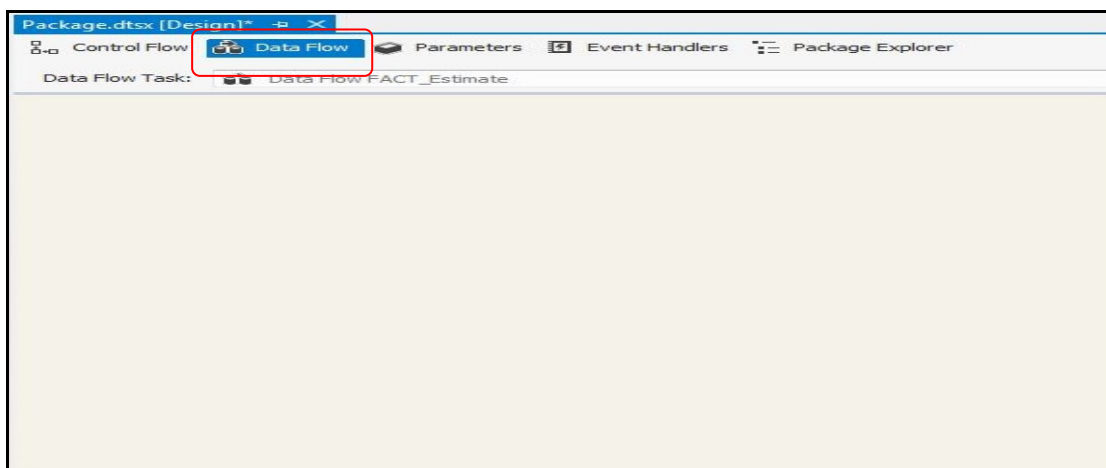 Package.dtsx [Design]*
Control Flow Data Flow Parameters Event Handlers Package Explorer
Data Flow Task: Data Flow FACT_Estimate